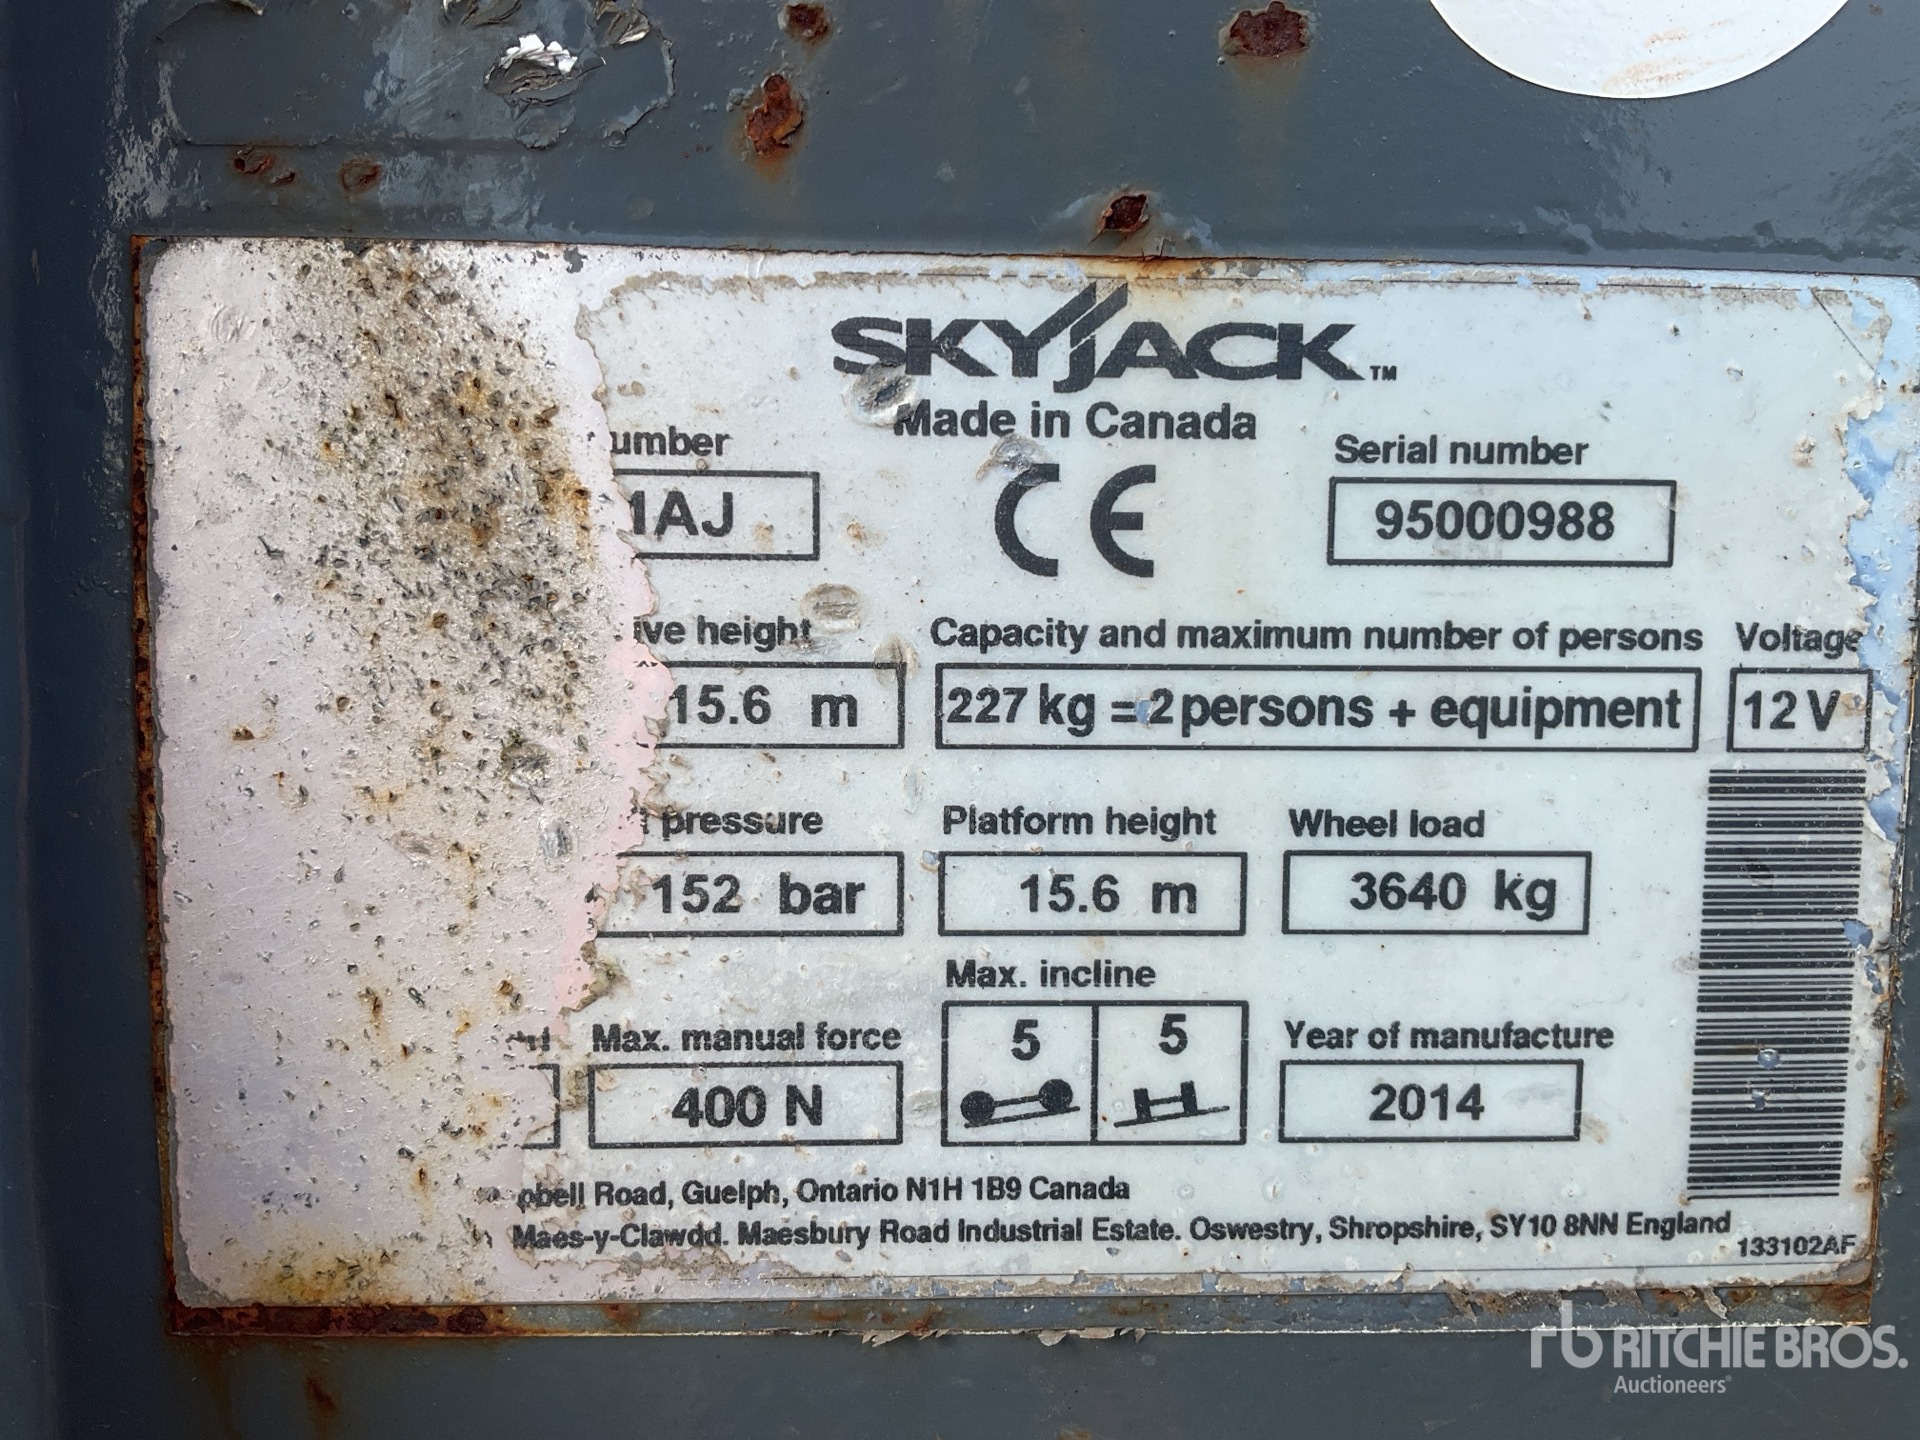 SKYJACK™
Made in Canada
umber
Serial number
1AJ
CE
95000988
ive height
Capacity and maximum number of persons
Voltage
15.6 m
227 kg = 2 persons + equipment
12 V
pressure
Platform height
Wheel load
152 bar
15.6 m
3640 kg
Max. incline
Max. manual force
5
5
Year of manufacture
400 N
2014
pbell Road, Guelph, Ontario N1H 1B9 Canada
Maes-y-Clawdd. Maesbury Road Industrial Estate. Oswestry, Shropshire, SY10 8NN England
133102AF
rb RITCHIE BROS.
Auctioneers